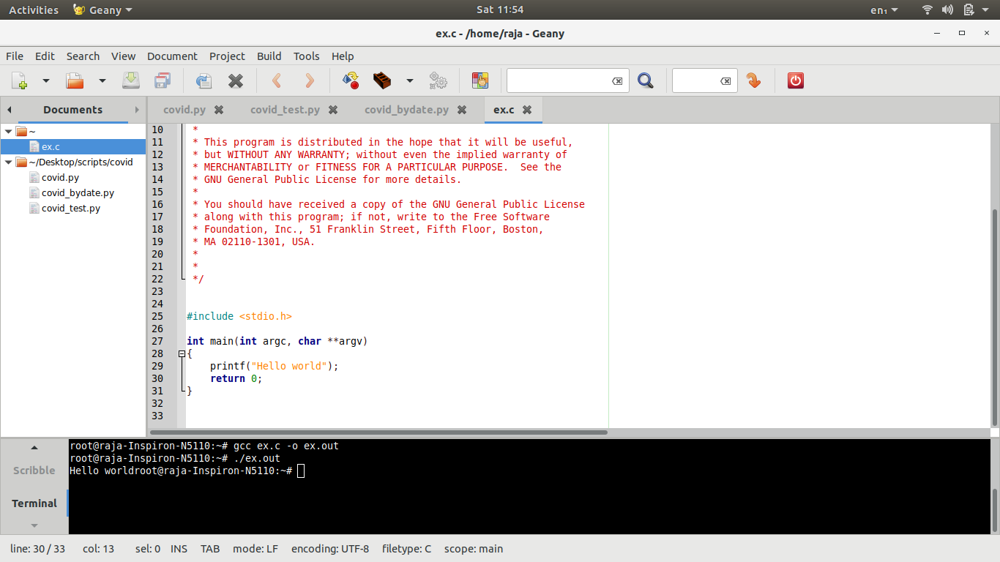 Activities Geany Sat 11:54 en₁
ex.c - /home/raja - Geany
File Edit Search View Document Project Build Tools Help
Documents covid.py covid_test.py covid_bydate.py ex.c
~
ex.c
~/Desktop/scripts/covid
covid.py
covid_bydate.py
covid_test.py
10 *
11 * This program is distributed in the hope that it will be useful,
12 * but WITHOUT ANY WARRANTY; without even the implied warranty of
13 * MERCHANTABILITY or FITNESS FOR A PARTICULAR PURPOSE.  See the
14 * GNU General Public License for more details.
15 *
16 * You should have received a copy of the GNU General Public License
17 * along with this program; if not, write to the Free Software
18 * Foundation, Inc., 51 Franklin Street, Fifth Floor, Boston,
19 * MA 02110-1301, USA.
20 *
21 *
22 */
23
24
25 #include <stdio.h>
26
27 int main(int argc, char **argv)
28 {
29     printf("Hello world");
30     return 0;
31 }
32
33
Scribble
Terminal
root@raja-Inspiron-N5110:~# gcc ex.c -o ex.out
root@raja-Inspiron-N5110:~# ./ex.out
Hello worldroot@raja-Inspiron-N5110:~#
line: 30 / 33 col: 13 sel: 0 INS TAB mode: LF encoding: UTF-8 filetype: C scope: main